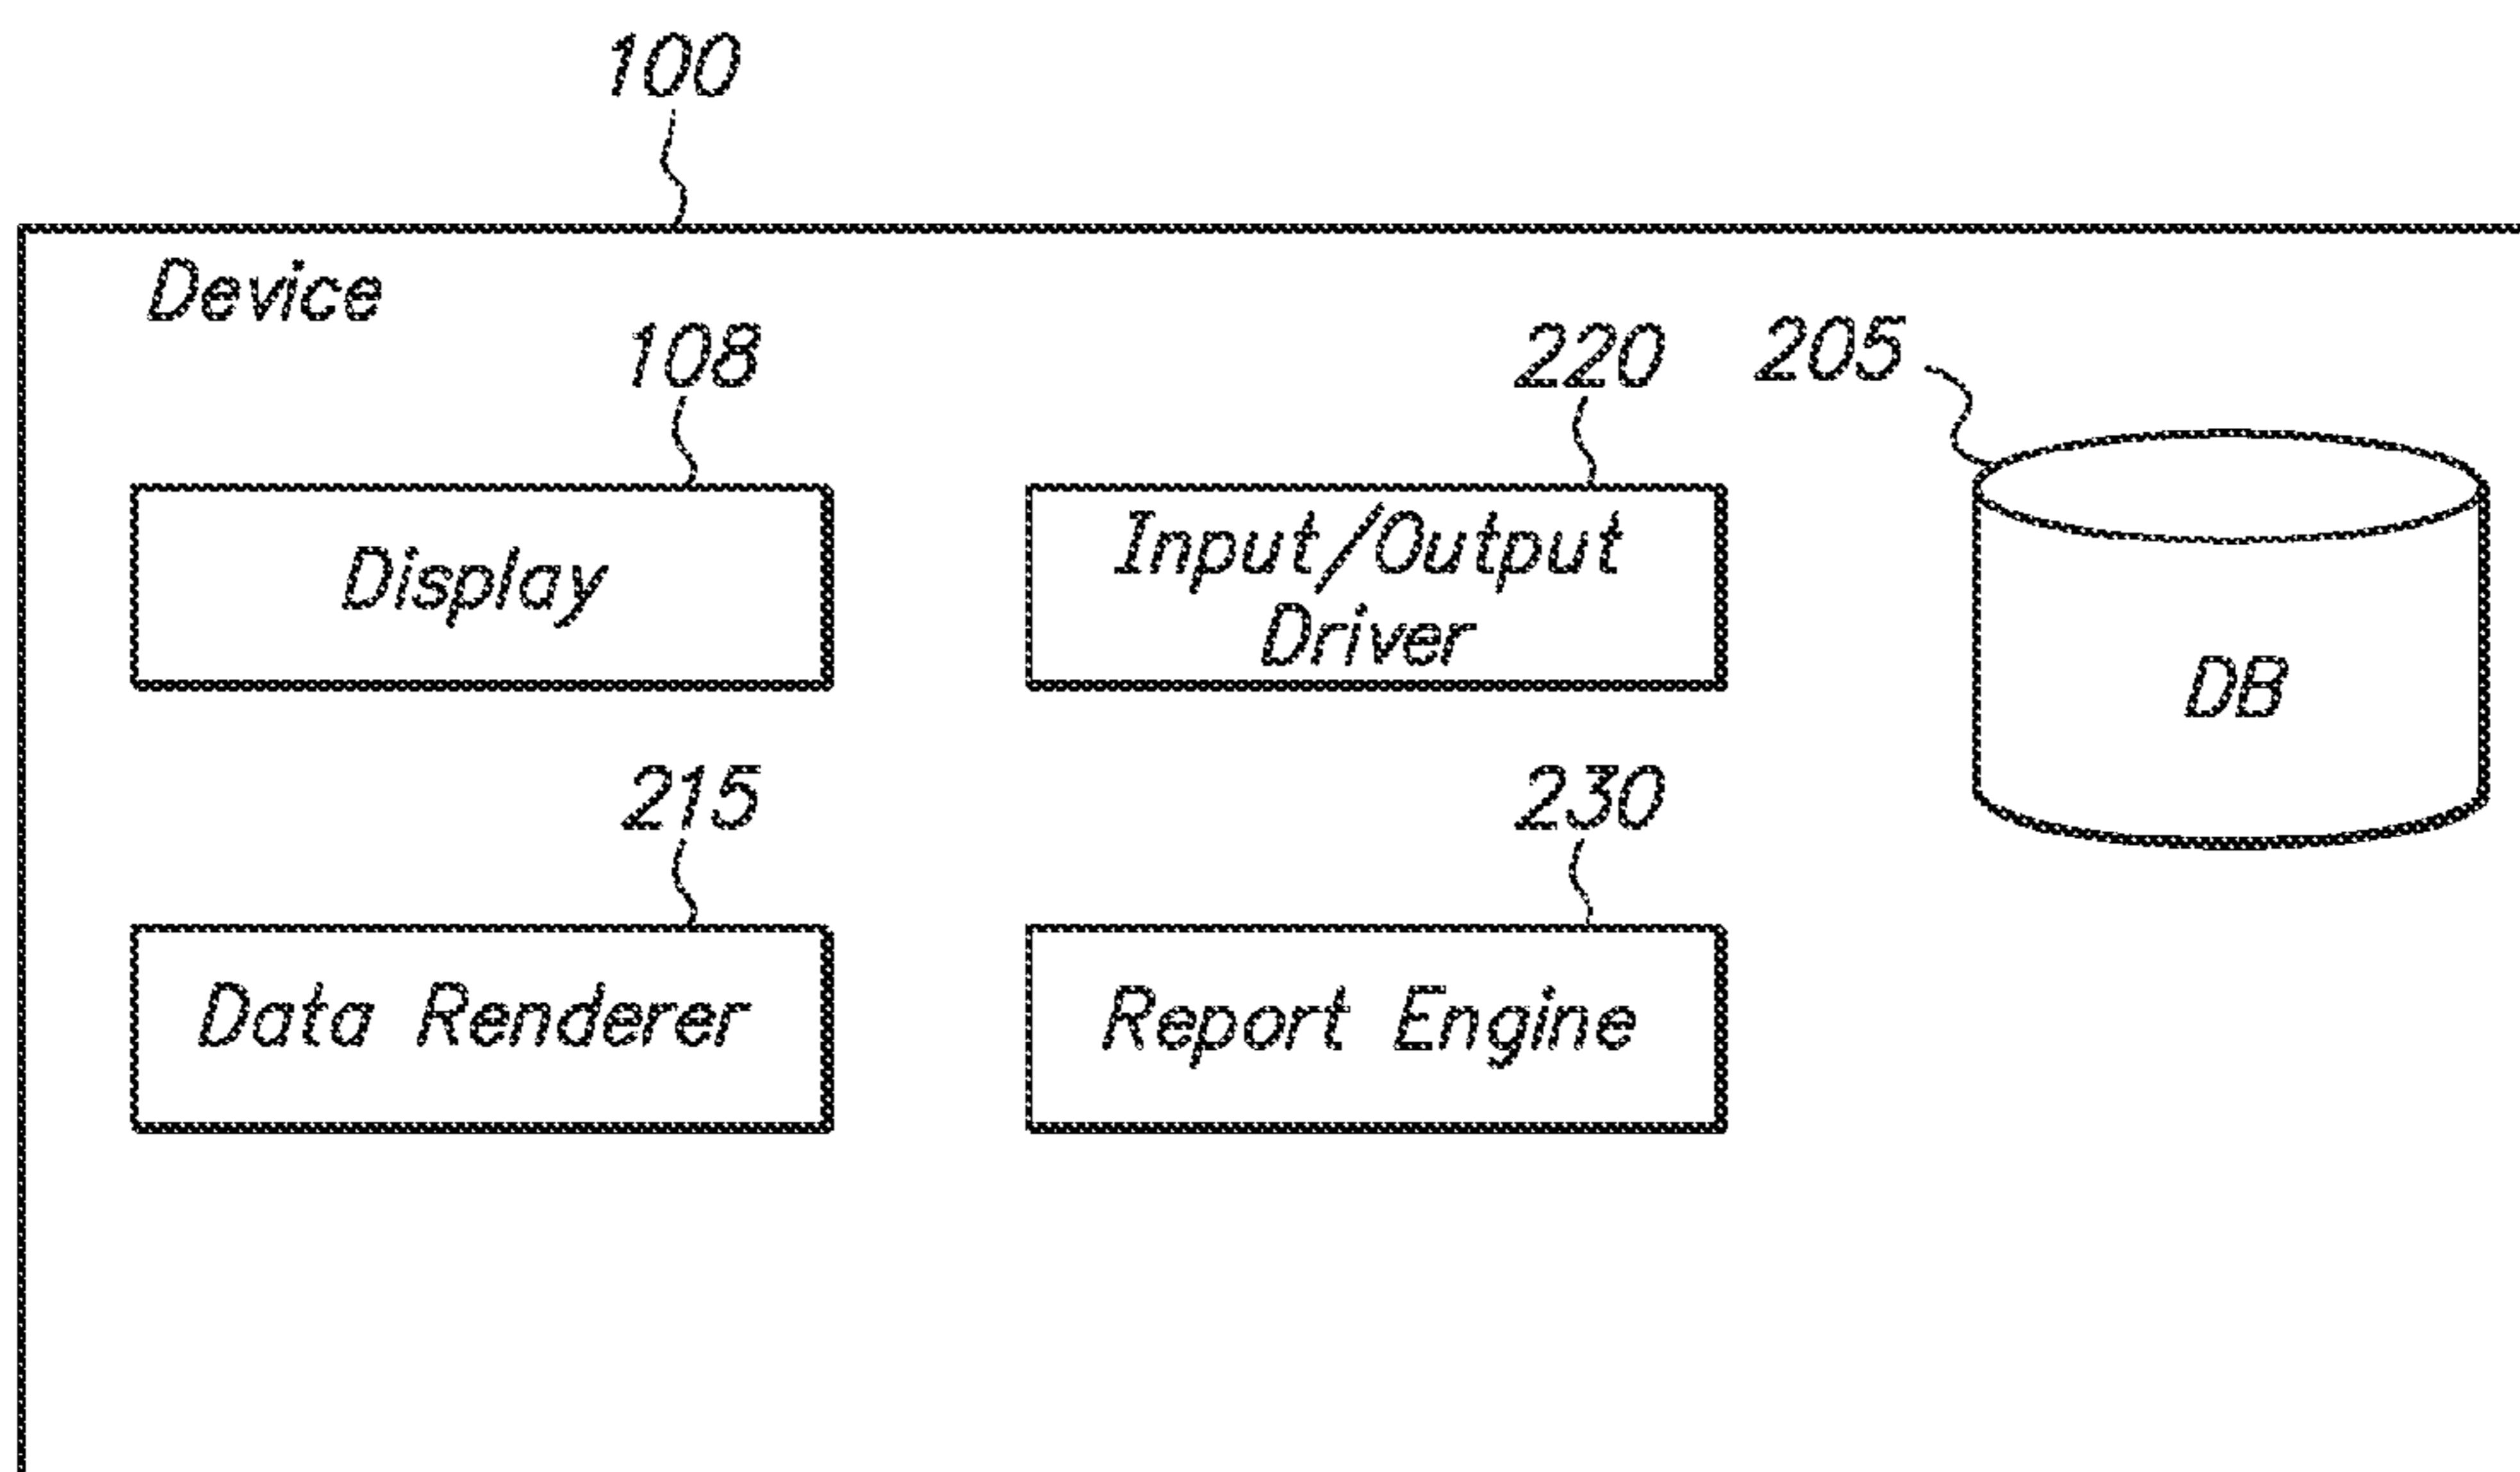 100
Device
108
220
205
Display
Input/Output
Driver
DB
215
230
Data Renderer
Report Engine